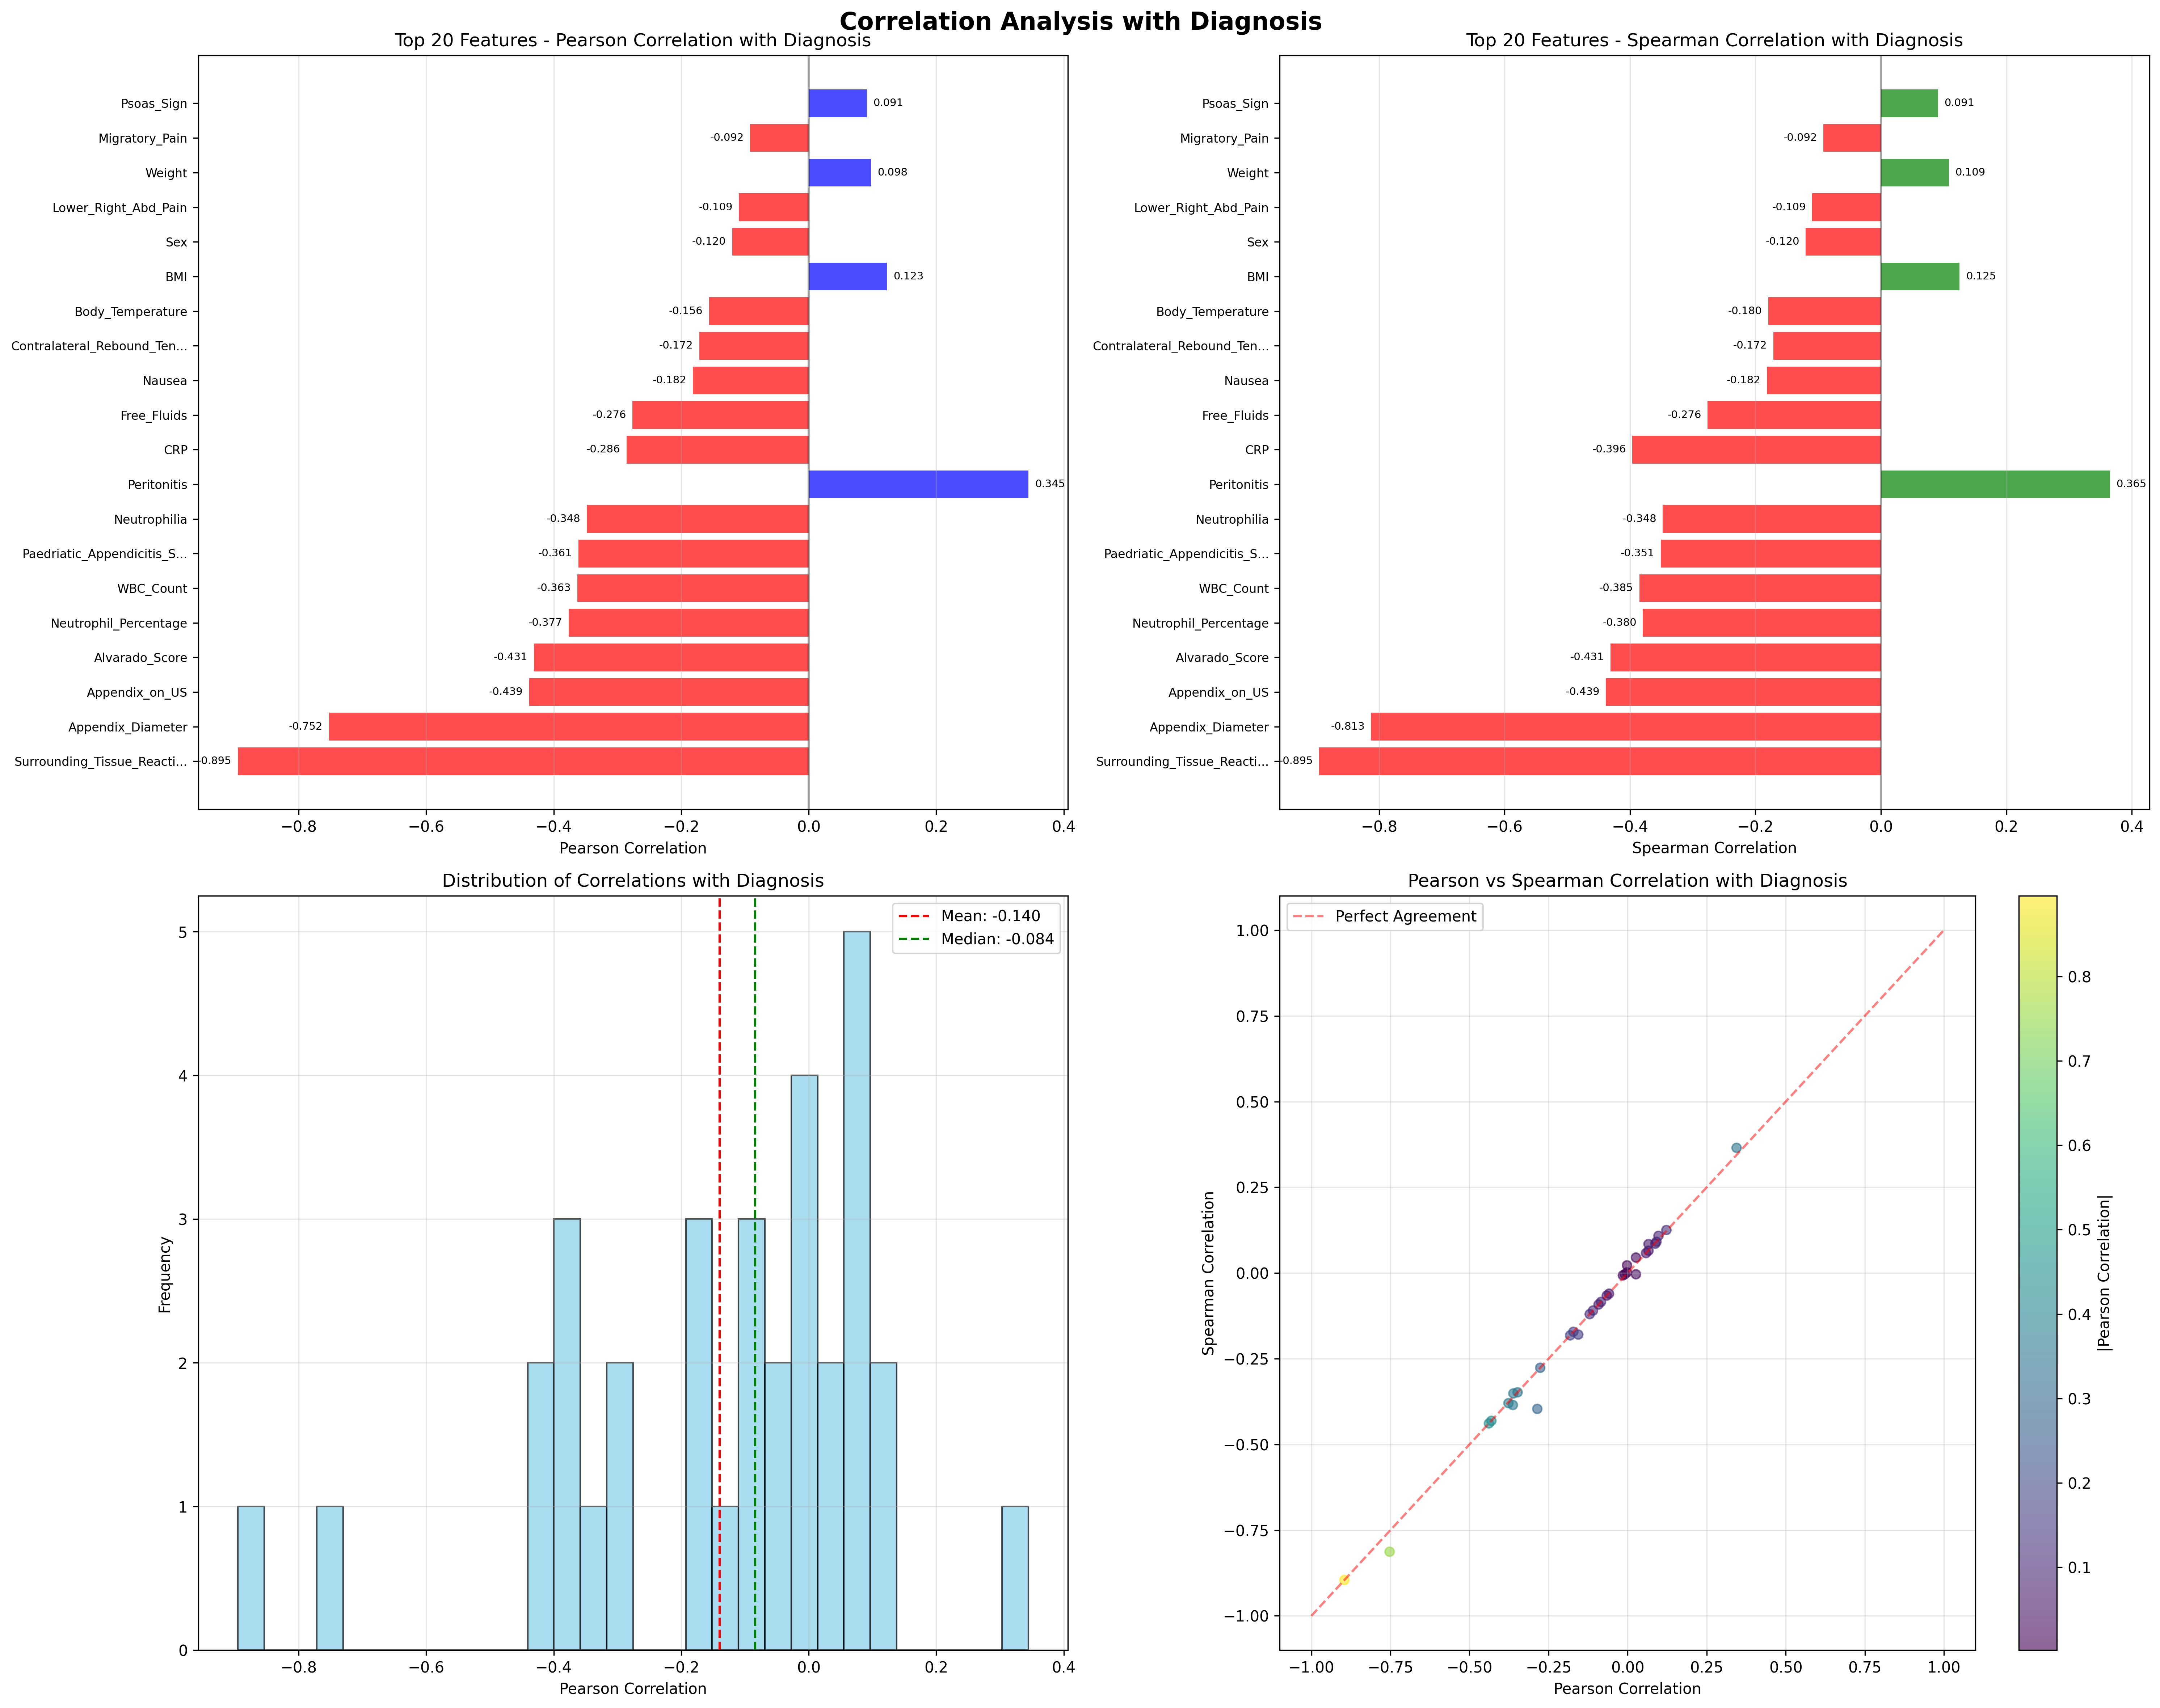 Correlation Analysis with Diagnosis
Top 20 Features - Pearson Correlation with Diagnosis
Psoas_Sign
0.091
Migratory_Pain
-0.092
Weight
0.098
Lower_Right_Abd_Pain
-0.109
Sex
-0.120
BMI
0.123
Body_Temperature
-0.156
Contralateral_Rebound_Ten...
-0.172
Nausea
-0.182
Free_Fluids
-0.276
CRP
-0.286
Peritonitis
0.345
Neutrophilia
-0.348
Paedriatic_Appendicitis_S...
-0.361
WBC_Count
-0.363
Neutrophil_Percentage
-0.377
Alvarado_Score
-0.431
Appendix_on_US
-0.439
Appendix_Diameter
-0.752
Surrounding_Tissue_Reacti...
-0.895
−0.8 −0.6 −0.4 −0.2 0.0 0.2 0.4
Pearson Correlation
Top 20 Features - Spearman Correlation with Diagnosis
Psoas_Sign
0.091
Migratory_Pain
-0.092
Weight
0.109
Lower_Right_Abd_Pain
-0.109
Sex
-0.120
BMI
0.125
Body_Temperature
-0.180
Contralateral_Rebound_Ten...
-0.172
Nausea
-0.182
Free_Fluids
-0.276
CRP
-0.396
Peritonitis
0.365
Neutrophilia
-0.348
Paedriatic_Appendicitis_S...
-0.351
WBC_Count
-0.385
Neutrophil_Percentage
-0.380
Alvarado_Score
-0.431
Appendix_on_US
-0.439
Appendix_Diameter
-0.813
Surrounding_Tissue_Reacti...
-0.895
−0.8 −0.6 −0.4 −0.2 0.0 0.2 0.4
Spearman Correlation
Distribution of Correlations with Diagnosis
Mean: -0.140
Median: -0.084
5
4
3
2
1
0
Frequency
−0.8 −0.6 −0.4 −0.2 0.0 0.2 0.4
Pearson Correlation
Pearson vs Spearman Correlation with Diagnosis
Perfect Agreement
1.00
0.75
0.50
0.25
0.00
−0.25
−0.50
−0.75
−1.00
Spearman Correlation
−1.00 −0.75 −0.50 −0.25 0.00 0.25 0.50 0.75 1.00
Pearson Correlation
0.8
0.7
0.6
0.5
0.4
0.3
0.2
0.1
|Pearson Correlation|